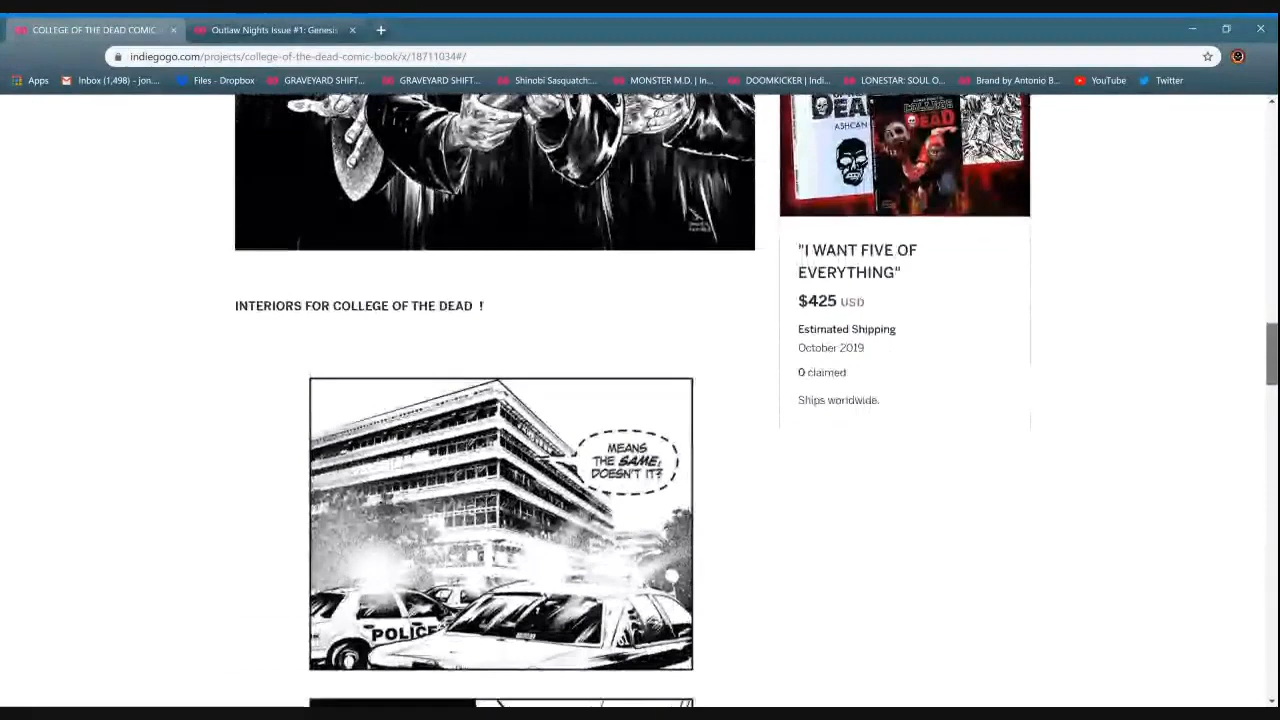 COLLEGE OF THE DEAD COMIC
Outlaw Nights Issue #1: Genesis
indiegogo.com/projects/college-of-the-dead-comic-book/x/18711034#/
Apps Inbox (1,498) - jon.... Files - Dropbox GRAVEYARD SHIFT... GRAVEYARD SHIFT... Shinobi Sasquatch:... MONSTER M.D. | In... DOOMKICKER | Indi... LONESTAR: SOUL O... Brand by Antonio B... YouTube Twitter
DEAD
ASHCAN
COLLEGE
DEAD
"I WANT FIVE OF
EVERYTHING"
$425 USD
Estimated Shipping
October 2019
0 claimed
Ships worldwide.
INTERIORS FOR COLLEGE OF THE DEAD !
MEANS
THE SAME,
DOESN'T IT?
POLICE